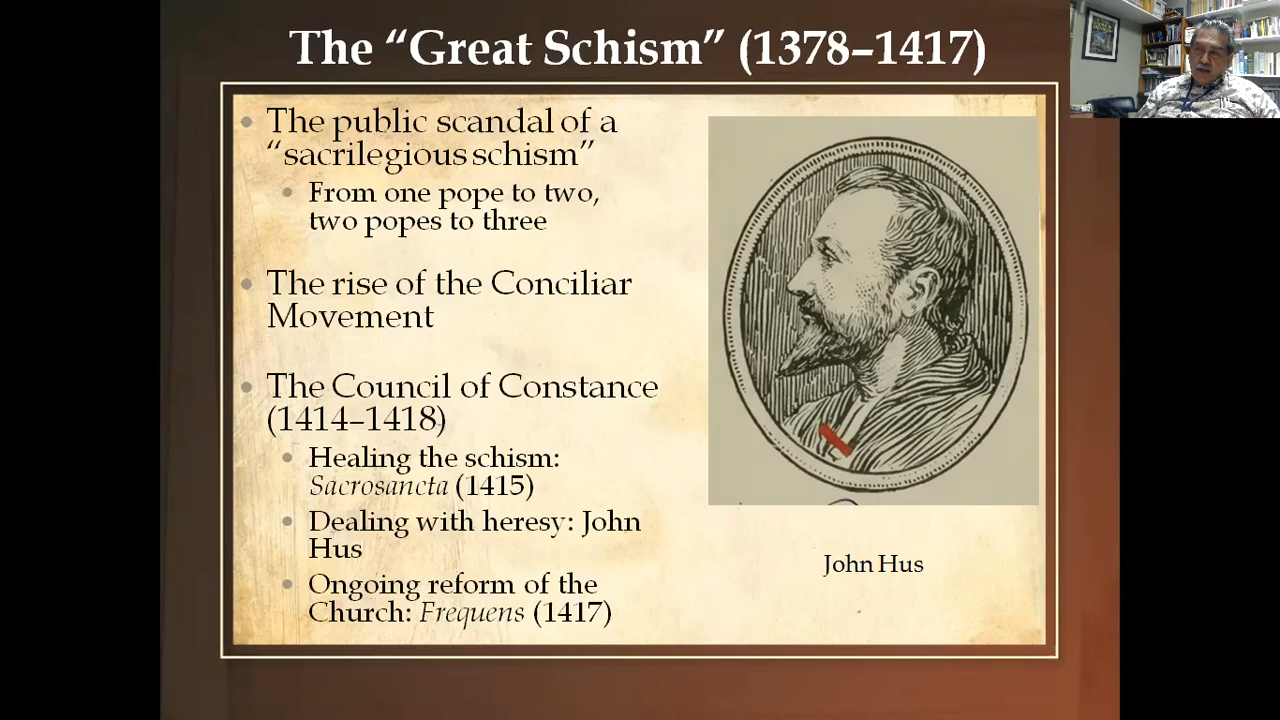 The “Great Schism” (1378–1417)
The public scandal of a
“sacrilegious schism”
From one pope to two,
two popes to three
The rise of the Conciliar
Movement
The Council of Constance
(1414–1418)
Healing the schism:
Sacrosancta (1415)
Dealing with heresy: John
Hus
Ongoing reform of the
Church: Frequens (1417)
John Hus